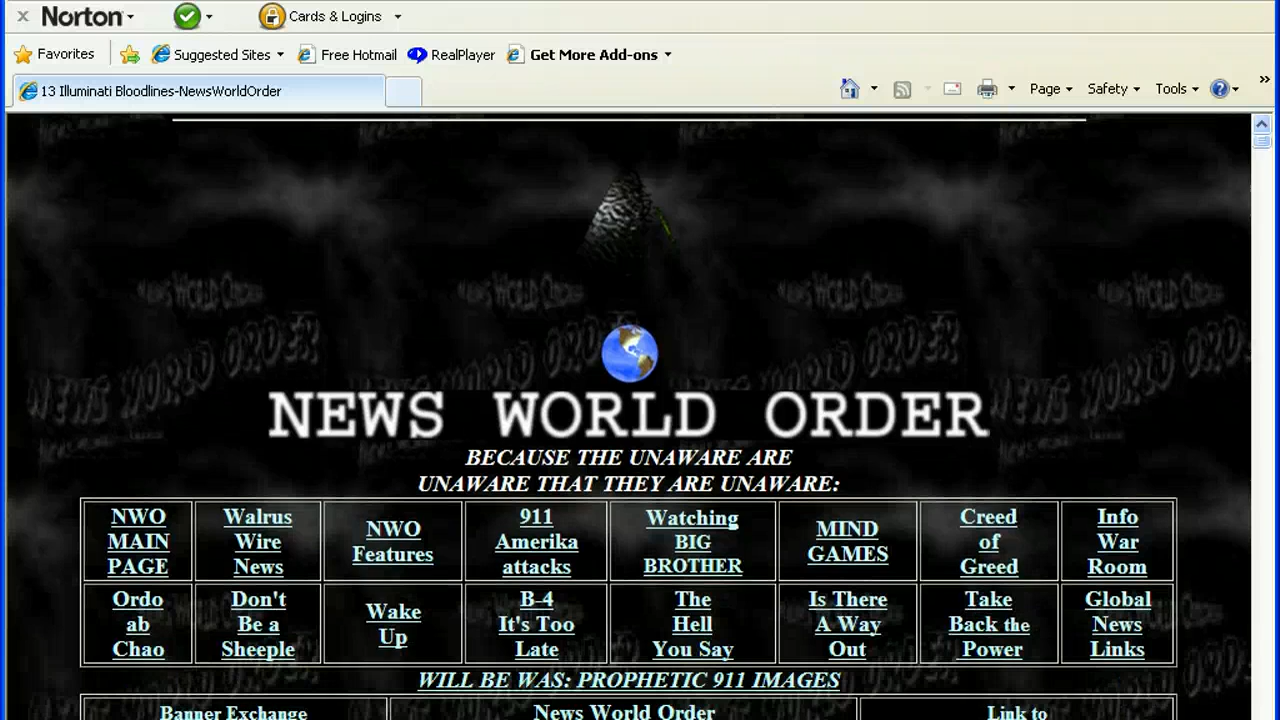 Norton Cards & Logins
Favorites Suggested Sites Free Hotmail RealPlayer Get More Add-ons
13 Illuminati Bloodlines-NewsWorldOrder Page Safety Tools
NEWS WORLD ORDER
BECAUSE THE UNAWARE ARE
UNAWARE THAT THEY ARE UNAWARE:
NWO MAIN PAGE
Walrus Wire News
NWO Features
911 Amerika attacks
Watching BIG BROTHER
MIND GAMES
Creed of Greed
Info War Room
Ordo ab Chao
Don't Be a Sheeple
Wake Up
B-4 It's Too Late
The Hell You Say
Is There A Way Out
Take Back the Power
Global News Links
WILL BE WAS: PROPHETIC 911 IMAGES
Banner Exchange News World Order Link to